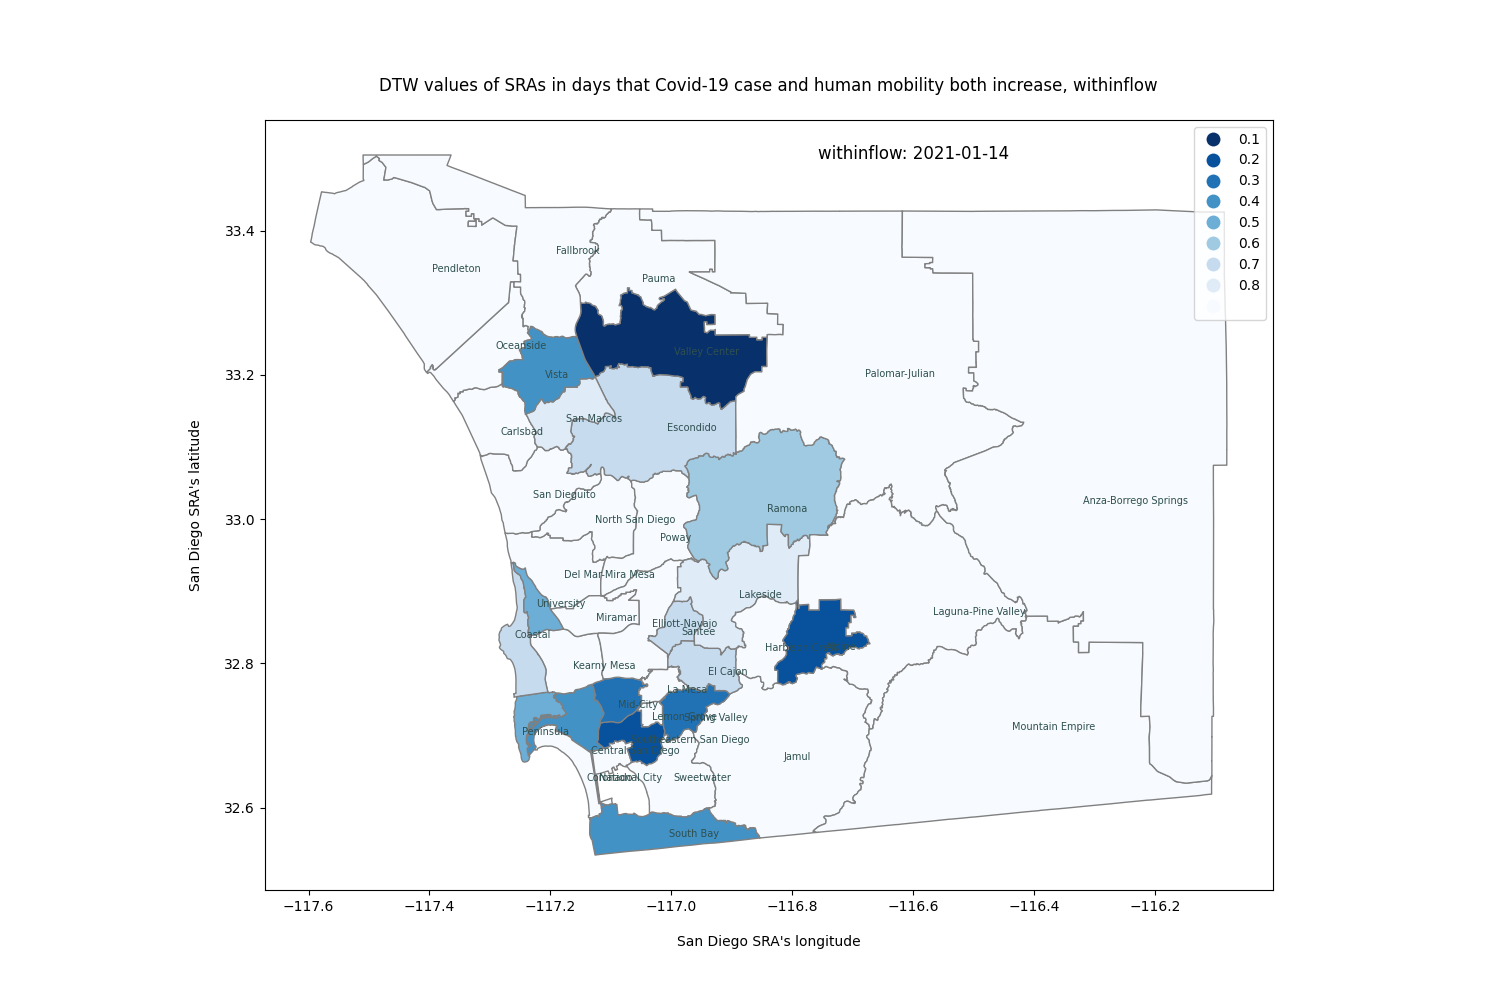 DTW values of SRAs in days that Covid-19 case and human mobility both increase, withinflow
withinflow: 2021-01-14
0.1
0.2
0.3
0.4
0.5
0.6
0.7
0.8
33.4
33.2
33.0
32.8
32.6
San Diego SRA's latitude
Fallbrook
Pendleton
Pauma
Oceanside
Valley Center
Vista
Palomar-Julian
San Marcos
Carlsbad
Escondido
San Dieguito
Anza-Borrego Springs
Ramona
North San Diego
Poway
Del Mar-Mira Mesa
Lakeside
University
Laguna-Pine Valley
Miramar
Elliott-Navajo
Santee
Coastal
Kearny Mesa
El Cajon
La Mesa
Mid-City
Lemon Grove
Spring Valley
Mountain Empire
Peninsula
Southeastern San Diego
Central San Diego
Jamul
Coronado
National City
Sweetwater
South Bay
−117.6
−117.4
−117.2
−117.0
−116.8
−116.6
−116.4
−116.2
San Diego SRA's longitude